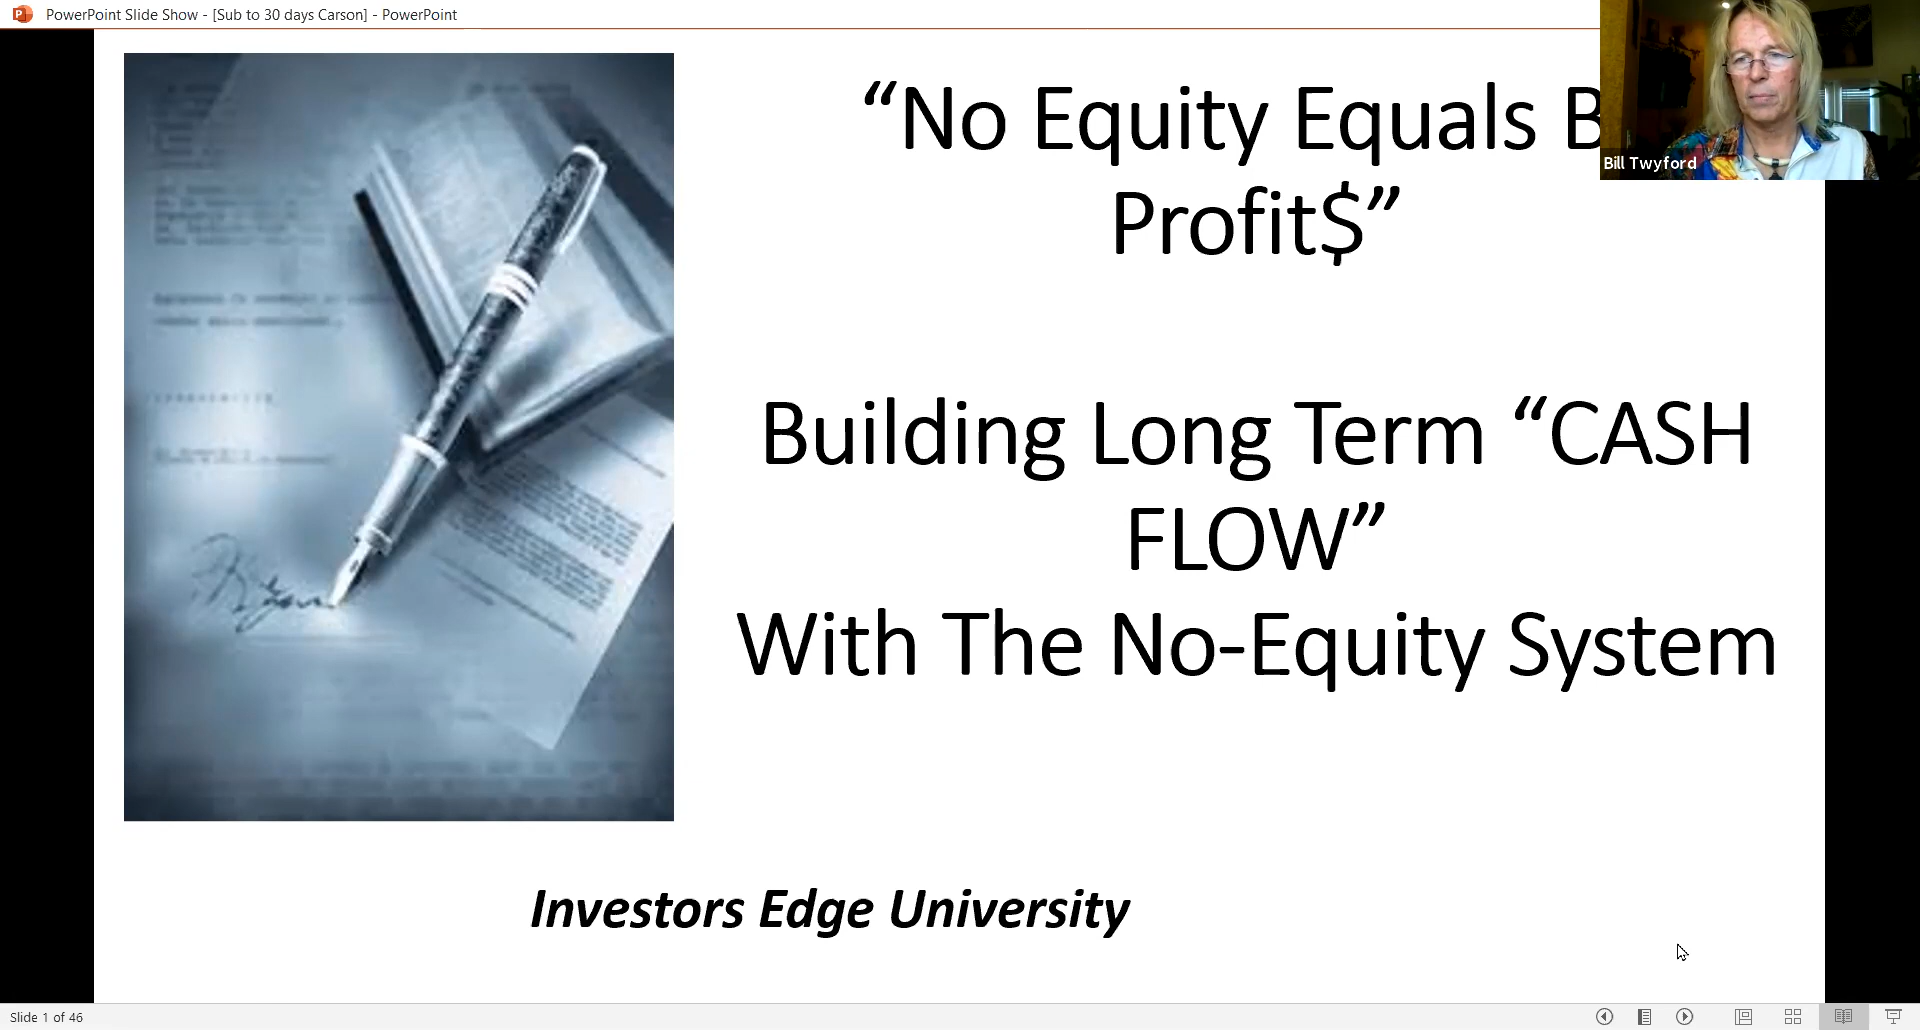 PowerPoint Slide Show - [Sub to 30 days Carson] - PowerPoint
“No Equity Equals B
Profit$”
Bill Twyford
Building Long Term “CASH
FLOW”
With The No-Equity System
Investors Edge University
Slide 1 of 46